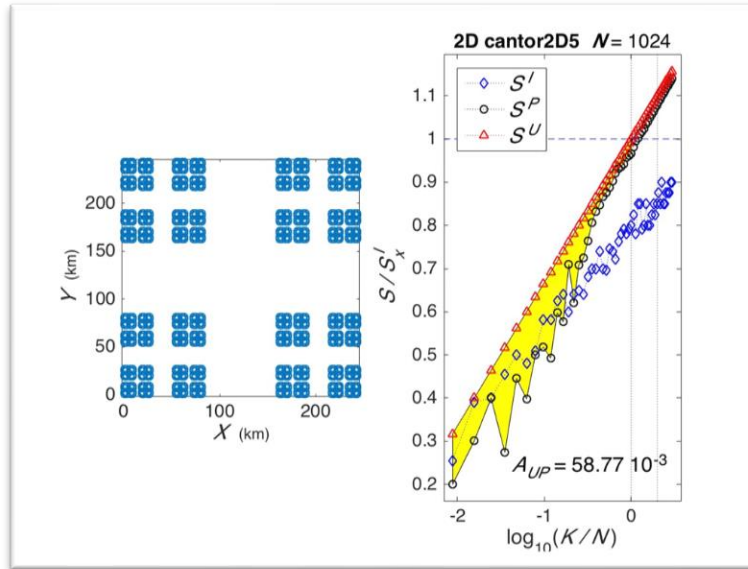 2D cantor2D5 N = 1024
S^I
S^P
S^U
1.1
1
0.9
0.8
0.7
0.6
0.5
0.4
0.3
0.2
S/S_x^I
A_UP = 58.77 10^-3
-2
-1
0
log10(K/N)
200
150
100
50
0
Y (km)
0
100
200
X (km)